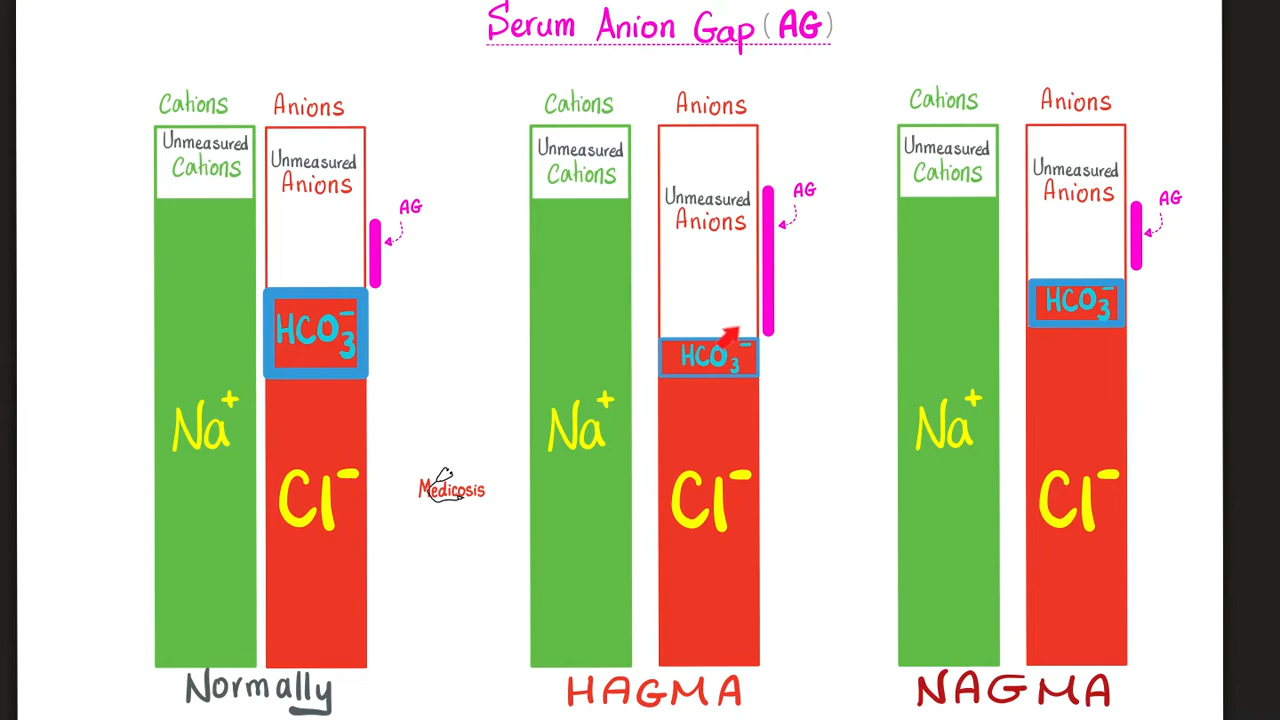 Serum Anion Gap (AG)
Cations
Anions
Unmeasured
Cations
Unmeasured
Anions
AG
HCO3-
Na+
Cl-
Normally
Medicosis
Cations
Anions
Unmeasured
Cations
Unmeasured
Anions
AG
HCO3-
Na+
Cl-
HAGMA
Cations
Anions
Unmeasured
Cations
Unmeasured
Anions
AG
HCO3-
Na+
Cl-
NAGMA